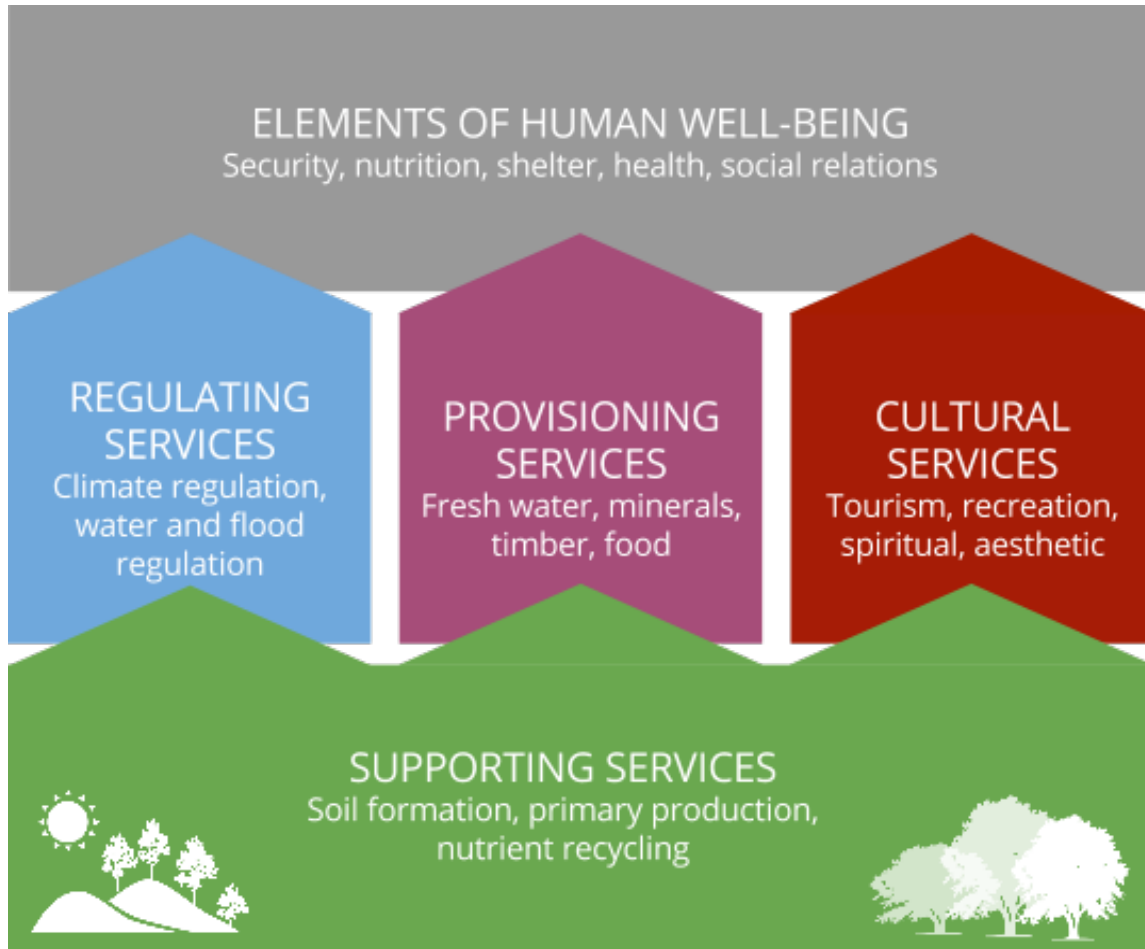 ELEMENTS OF HUMAN WELL-BEING
Security, nutrition, shelter, health, social relations
REGULATING
SERVICES
Climate regulation,
water and flood
regulation
PROVISIONING
SERVICES
Fresh water, minerals,
timber, food
CULTURAL
SERVICES
Tourism, recreation,
spiritual, aesthetic
SUPPORTING SERVICES
Soil formation, primary production,
nutrient recycling